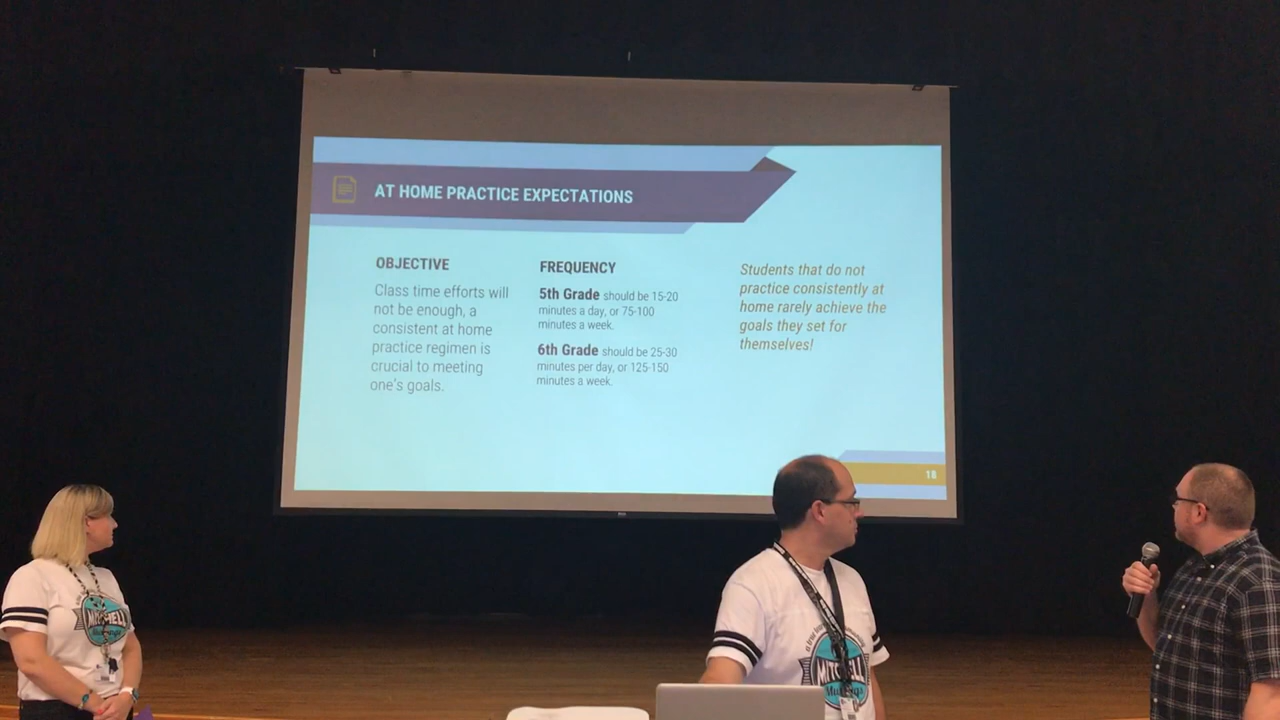 AT HOME PRACTICE EXPECTATIONS
OBJECTIVE
Class time efforts will
not be enough, a
consistent at home
practice regimen is
crucial to meeting
one's goals.
FREQUENCY
5th Grade should be 15-20
minutes a day, or 75-100
minutes a week.
6th Grade should be 25-30
minutes per day, or 125-150
minutes a week.
Students that do not
practice consistently at
home rarely achieve the
goals they set for
themselves!
18
MITCHELL
MITCHELL